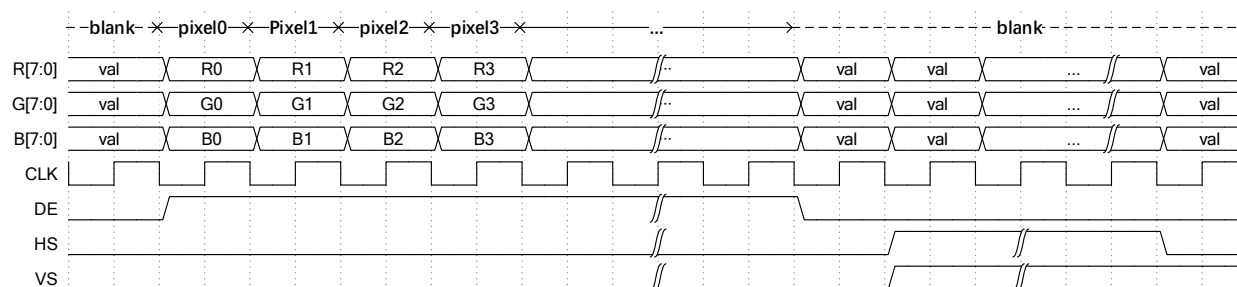 blank pixel0 Pixel1 pixel2 pixel3 ... blank
R[7:0] val R0 R1 R2 R3 .. val val ... val
G[7:0] val G0 G1 G2 G3 .. val val ... val
B[7:0] val B0 B1 B2 B3 .. val val ... val
CLK
DE
HS
VS